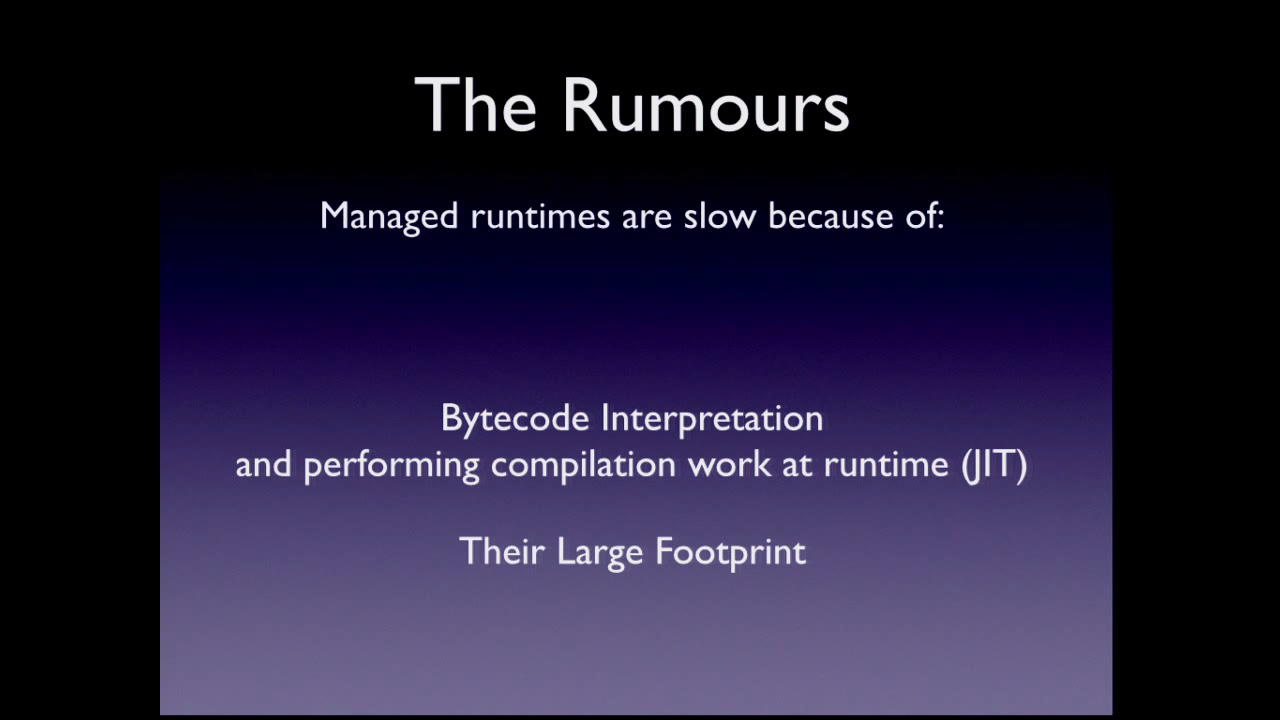 The Rumours
Managed runtimes are slow because of:
Bytecode Interpretation
and performing compilation work at runtime (JIT)
Their Large Footprint